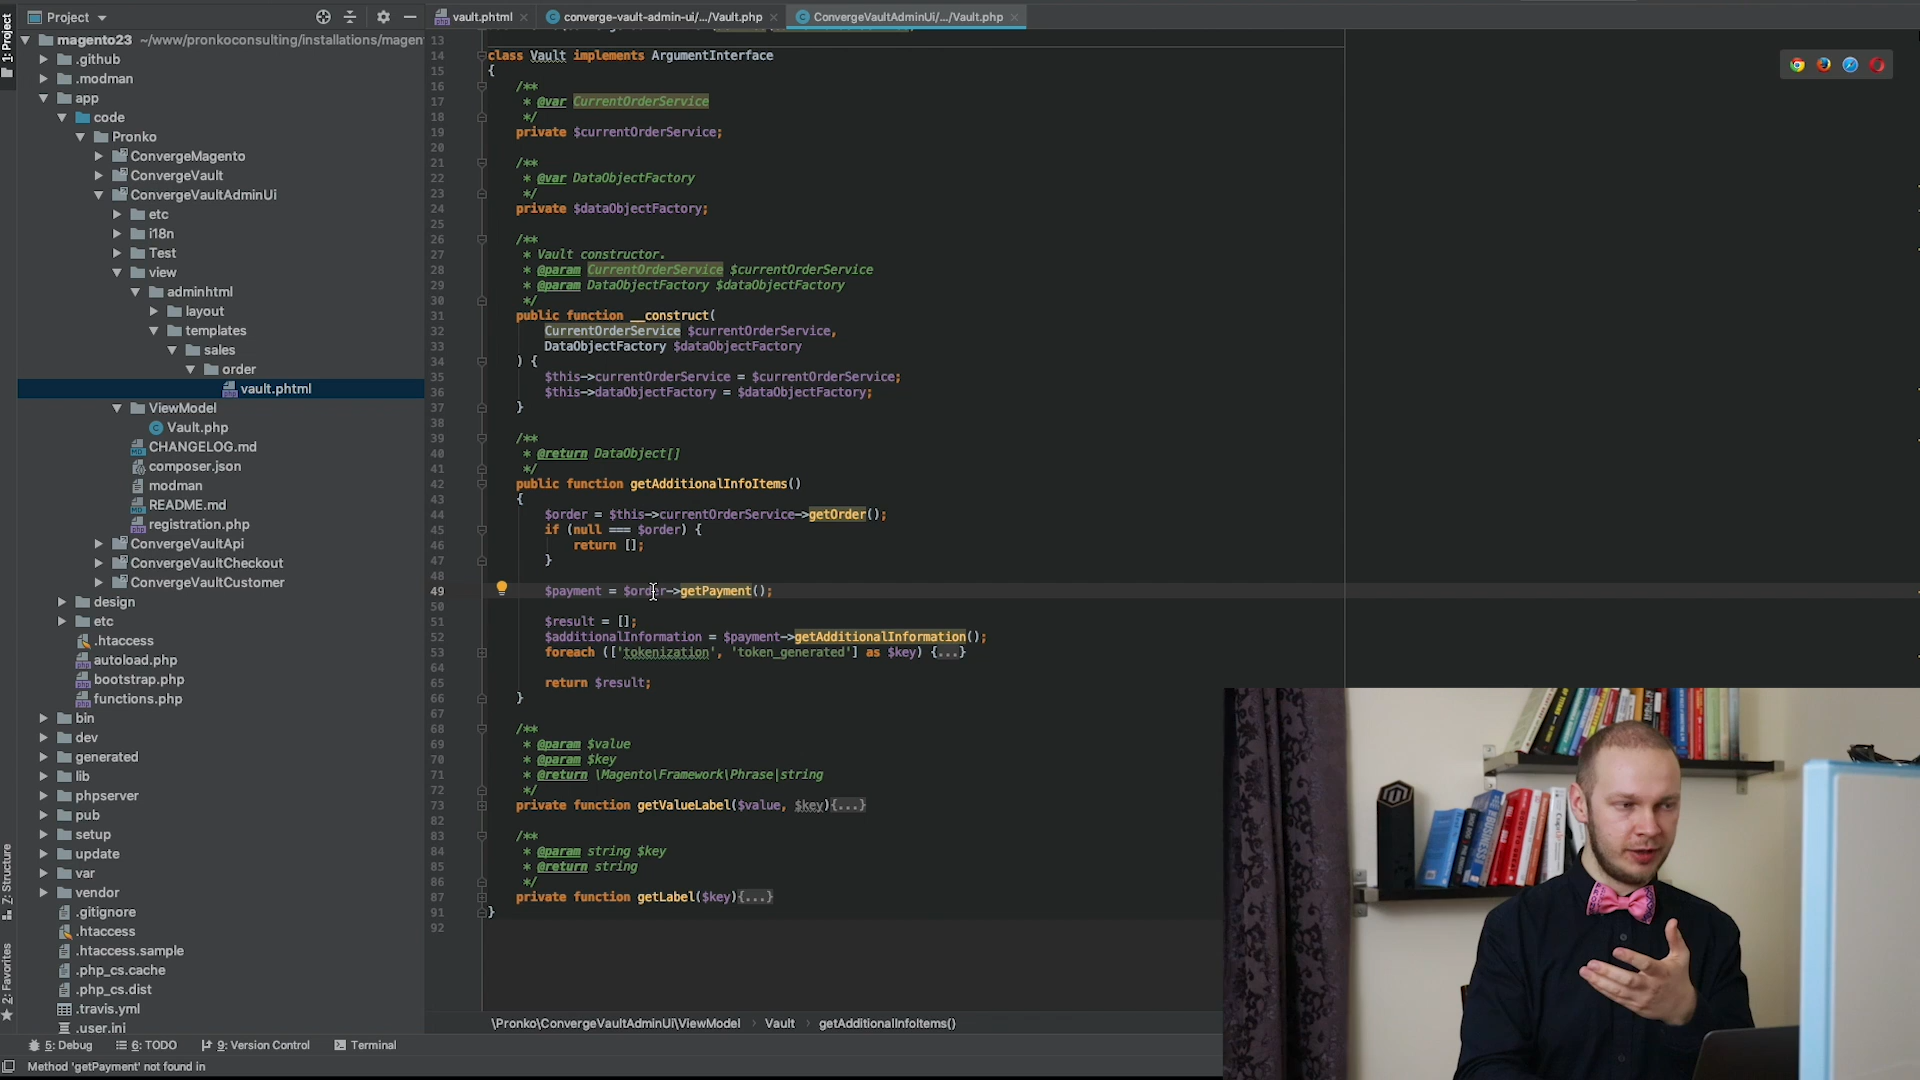 Project
vault.phtml
converge-vault-admin-ui/.../Vault.php
ConvergeVaultAdminUi/.../Vault.php
1: Project
magento23 ~/www/pronkoconsulting/installations/magen
.github
.modman
app
code
Pronko
ConvergeMagento
ConvergeVault
ConvergeVaultAdminUi
etc
i18n
Test
view
adminhtml
layout
templates
sales
order
vault.phtml
ViewModel
Vault.php
CHANGELOG.md
composer.json
modman
README.md
registration.php
ConvergeVaultApi
ConvergeVaultCheckout
ConvergeVaultCustomer
design
etc
.htaccess
autoload.php
bootstrap.php
functions.php
bin
dev
generated
lib
phpserver
pub
setup
update
var
vendor
.gitignore
.htaccess
.htaccess.sample
.php_cs.cache
.php_cs.dist
.travis.yml
.user.ini
Z: Structure
2: Favorites
13
14 class Vault implements ArgumentInterface
15 {
16 /**
17 * @var CurrentOrderService
18 */
19 private $currentOrderService;
20
21 /**
22 * @var DataObjectFactory
23 */
24 private $dataObjectFactory;
25
26 /**
27 * Vault constructor.
28 * @param CurrentOrderService $currentOrderService
29 * @param DataObjectFactory $dataObjectFactory
30 */
31 public function __construct(
32 CurrentOrderService $currentOrderService,
33 DataObjectFactory $dataObjectFactory
34 ) {
35 $this->currentOrderService = $currentOrderService;
36 $this->dataObjectFactory = $dataObjectFactory;
37 }
38
39 /**
40 * @return DataObject[]
41 */
42 public function getAdditionalInfoItems()
43 {
44 $order = $this->currentOrderService->getOrder();
45 if (null === $order) {
46 return [];
47 }
48
49 $payment = $order->getPayment();
50
51 $result = [];
52 $additionalInformation = $payment->getAdditionalInformation();
53 foreach (['tokenization', 'token_generated'] as $key) {...}
64
65 return $result;
66 }
67
68 /**
69 * @param $value
70 * @param $key
71 * @return \Magento\Framework\Phrase|string
72 */
73 private function getValueLabel($value, $key){...}
82
83 /**
84 * @param string $key
85 * @return string
86 */
87 private function getLabel($key){...}
91 }
92
\Pronko\ConvergeVaultAdminUi\ViewModel › Vault › getAdditionalInfoItems()
5: Debug
6: TODO
9: Version Control
Terminal
Method 'getPayment' not found in